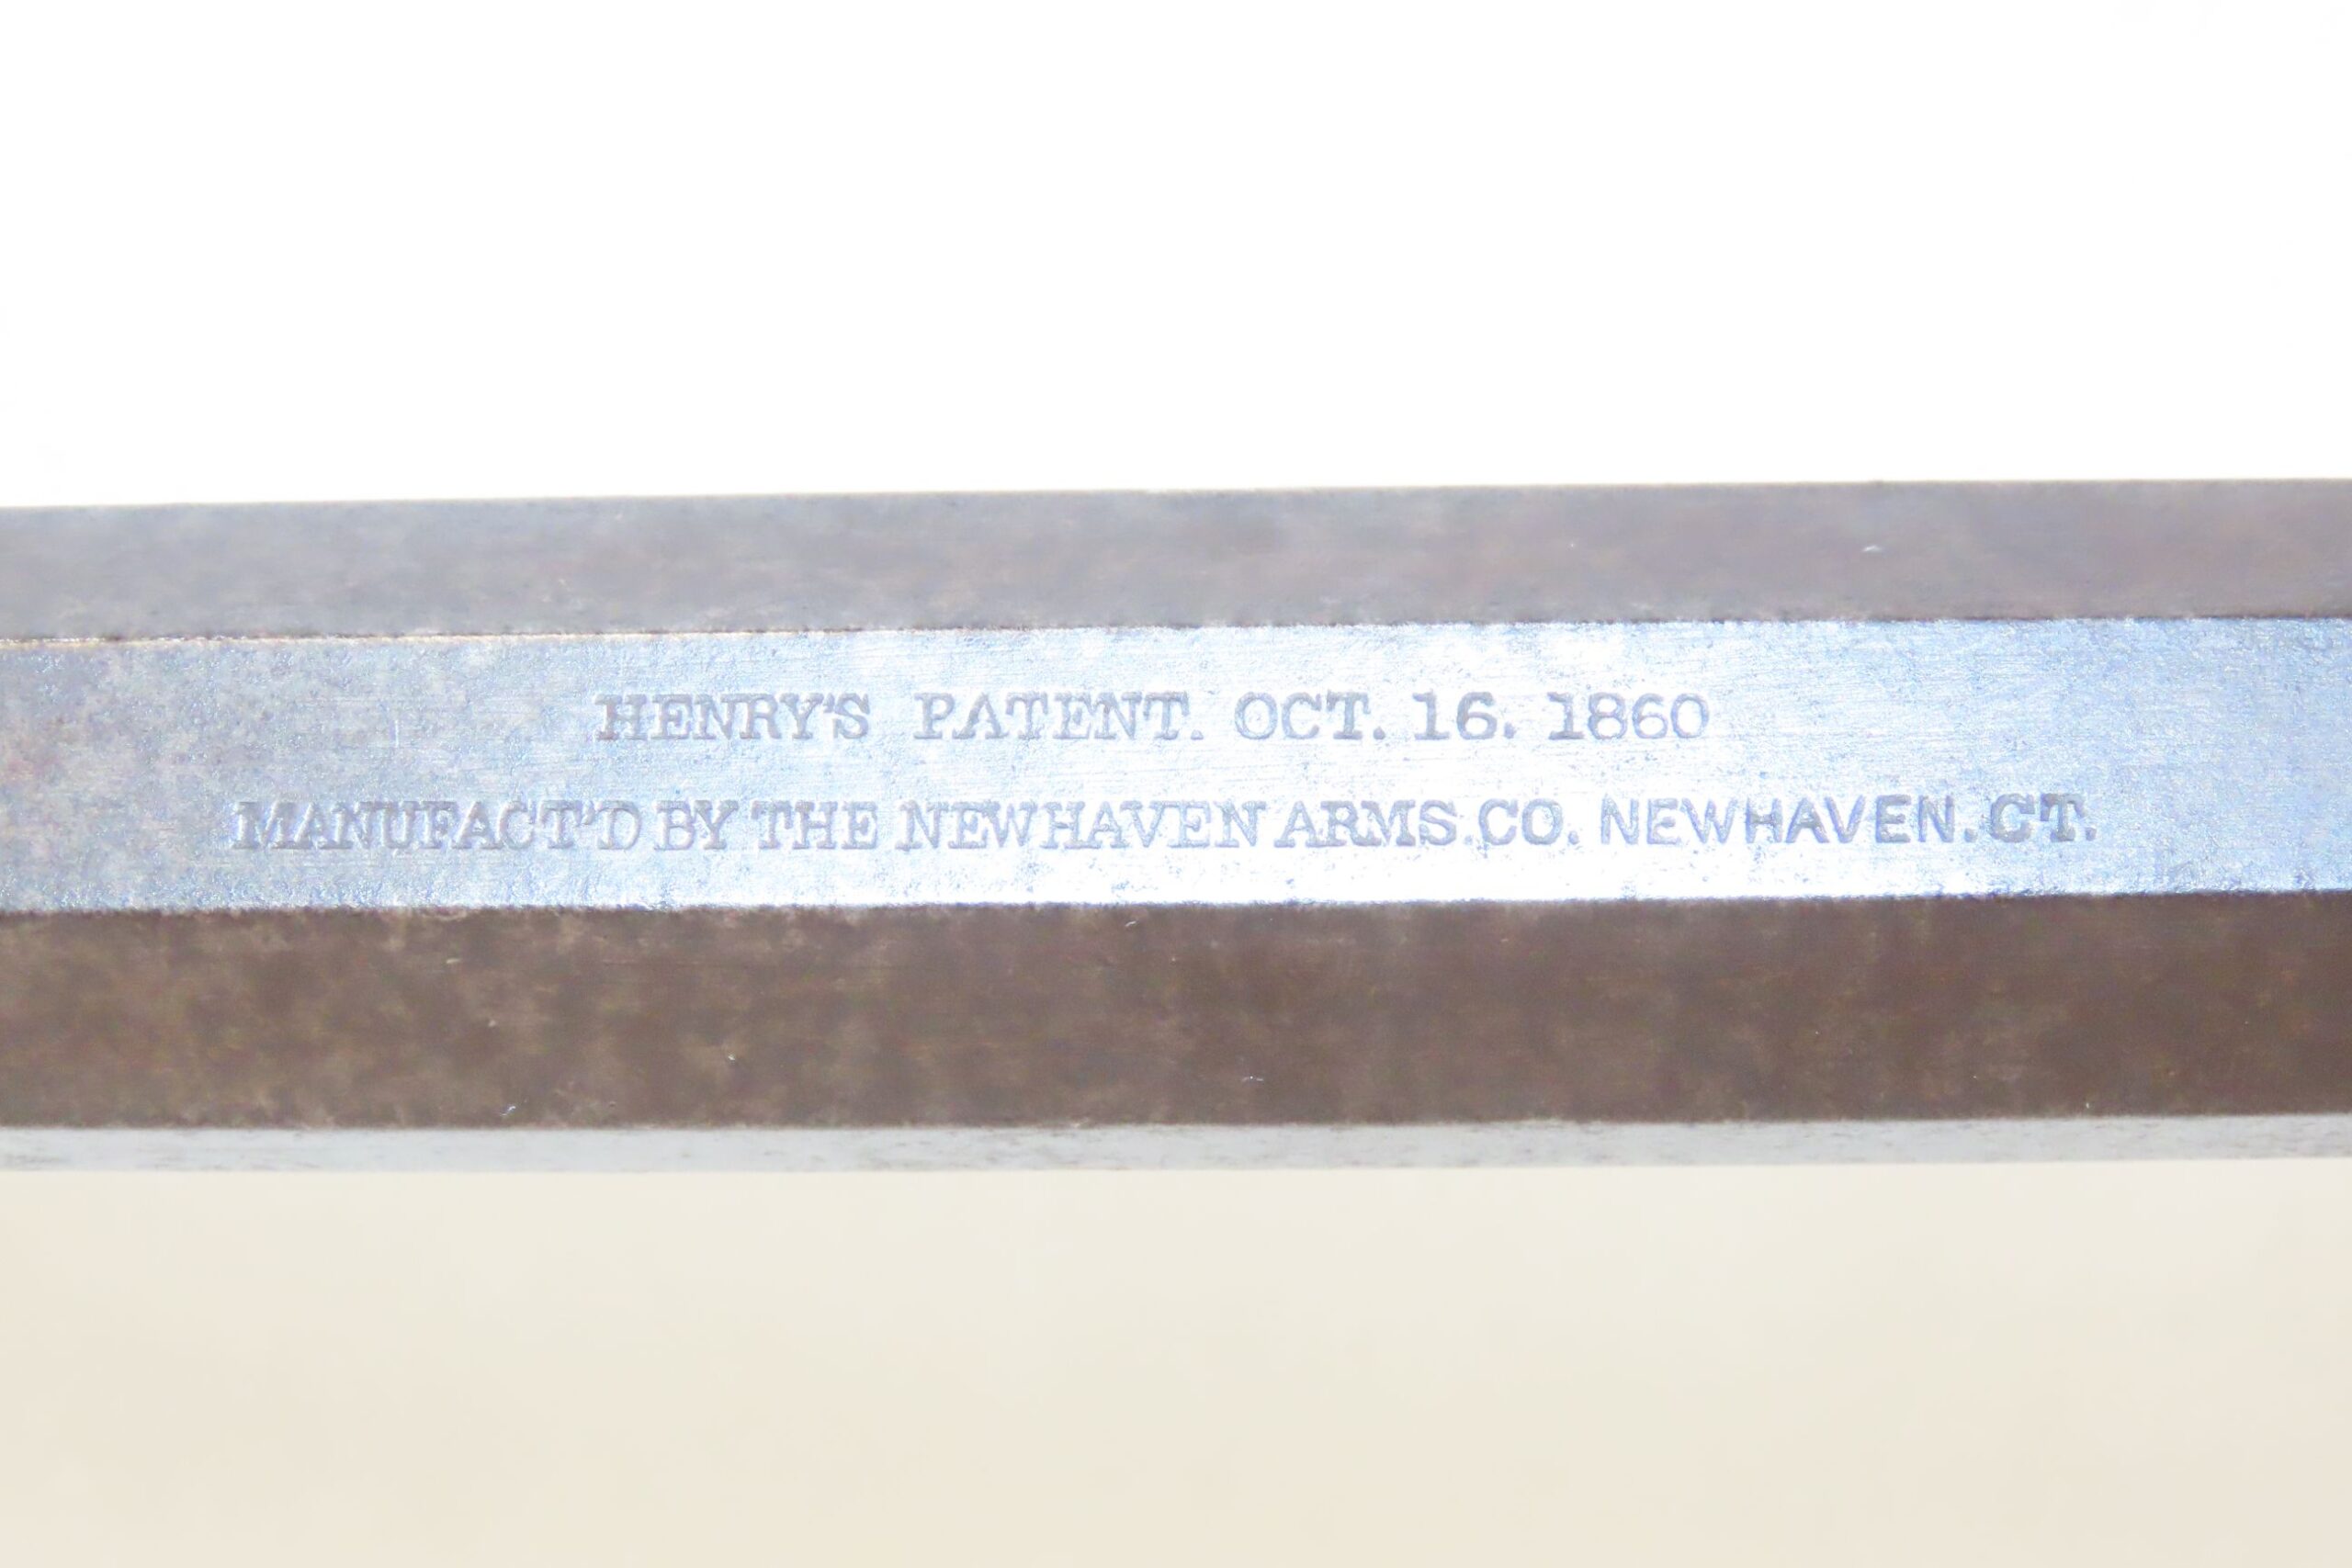 HENRY'S PATENT. OCT. 16. 1860
MANUFACT'D BY THE NEWHAVEN ARMS. CO. NEWHAVEN. CT.